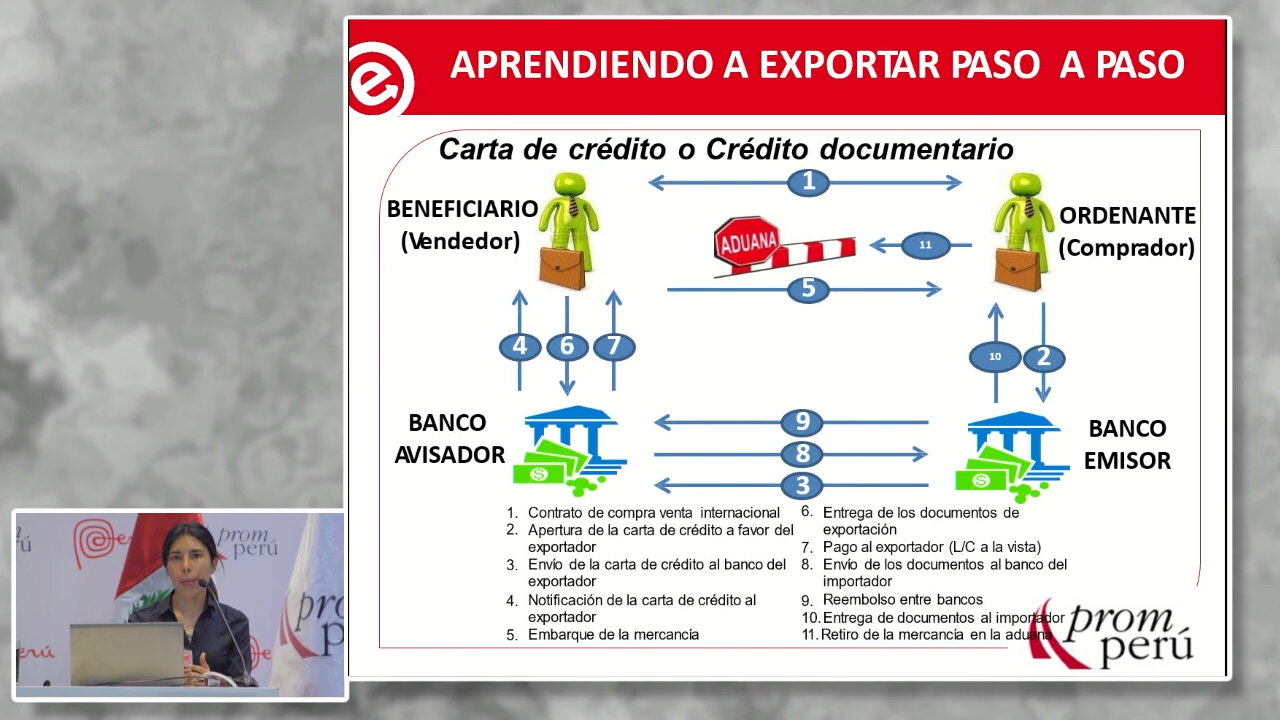 APRENDIENDO A EXPORTAR PASO A PASO
Carta de crédito o Crédito documentario
1
BENEFICIARIO
(Vendedor)
ORDENANTE
(Comprador)
ADUANA
11
5
4
6
7
10
2
BANCO
AVISADOR
9
8
3
BANCO
EMISOR
1. Contrato de compra venta internacional
2. Apertura de la carta de crédito a favor del
exportador
3. Envío de la carta de crédito al banco del
exportador
4. Notificación de la carta de crédito al
exportador
5. Embarque de la mercancía
6. Entrega de los documentos de
exportación
7. Pago al exportador (L/C a la vista)
8. Envío de los documentos al banco del
importador
9. Reembolso entre bancos
10. Entrega de documentos al importador
11. Retiro de la mercancía en la aduana
prom
perú
prom
perú